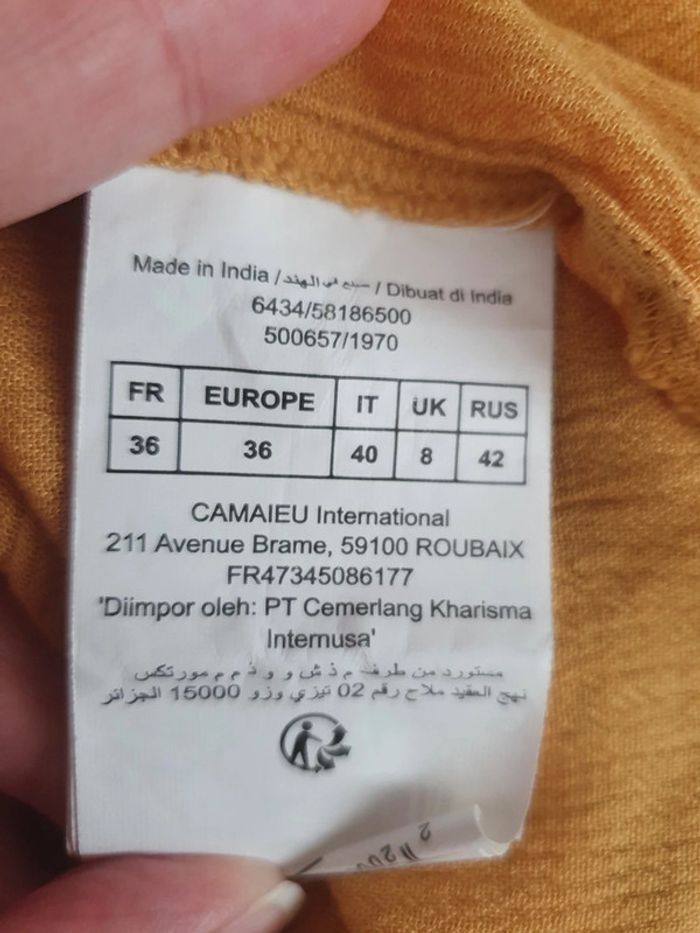 Made in India / صنع في الهند / Dibuat di India
6434/58186500
500657/1970
FR EUROPE IT UK RUS
36 36 40 8 42
CAMAIEU International
211 Avenue Brame, 59100 ROUBAIX
FR47345086177
'Diimpor oleh: PT Cemerlang Kharisma
Internusa'
مستورد من طرف م ذ ش و و ذ م م مورتكس
نهج العقيد ملاح رقم 02 تيزي وزو 15000 الجزائر